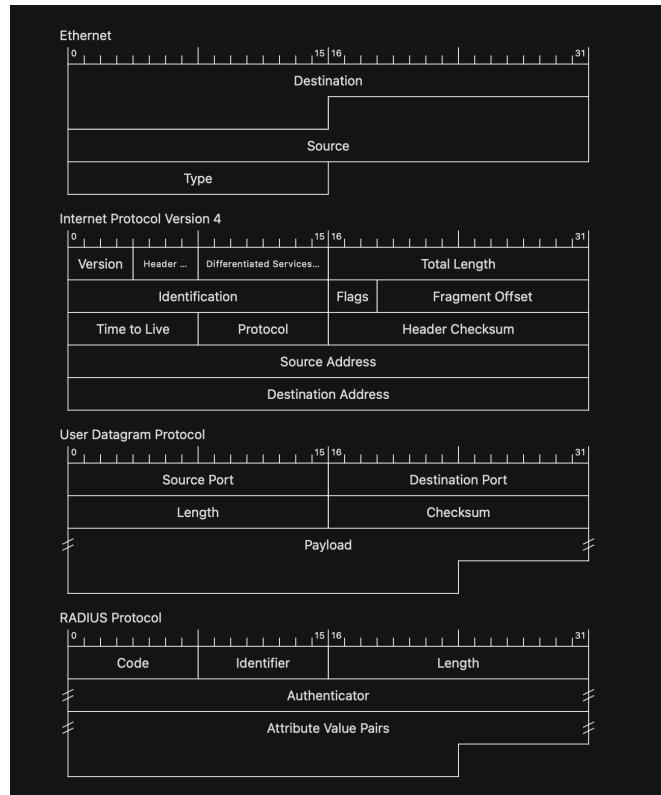 Ethernet
0 15 16 31
Destination
Source
Type
Internet Protocol Version 4
0 15 16 31
Version Header ... Differentiated Services... Total Length
Identification Flags Fragment Offset
Time to Live Protocol Header Checksum
Source Address
Destination Address
User Datagram Protocol
0 15 16 31
Source Port Destination Port
Length Checksum
Payload
RADIUS Protocol
0 15 16 31
Code Identifier Length
Authenticator
Attribute Value Pairs